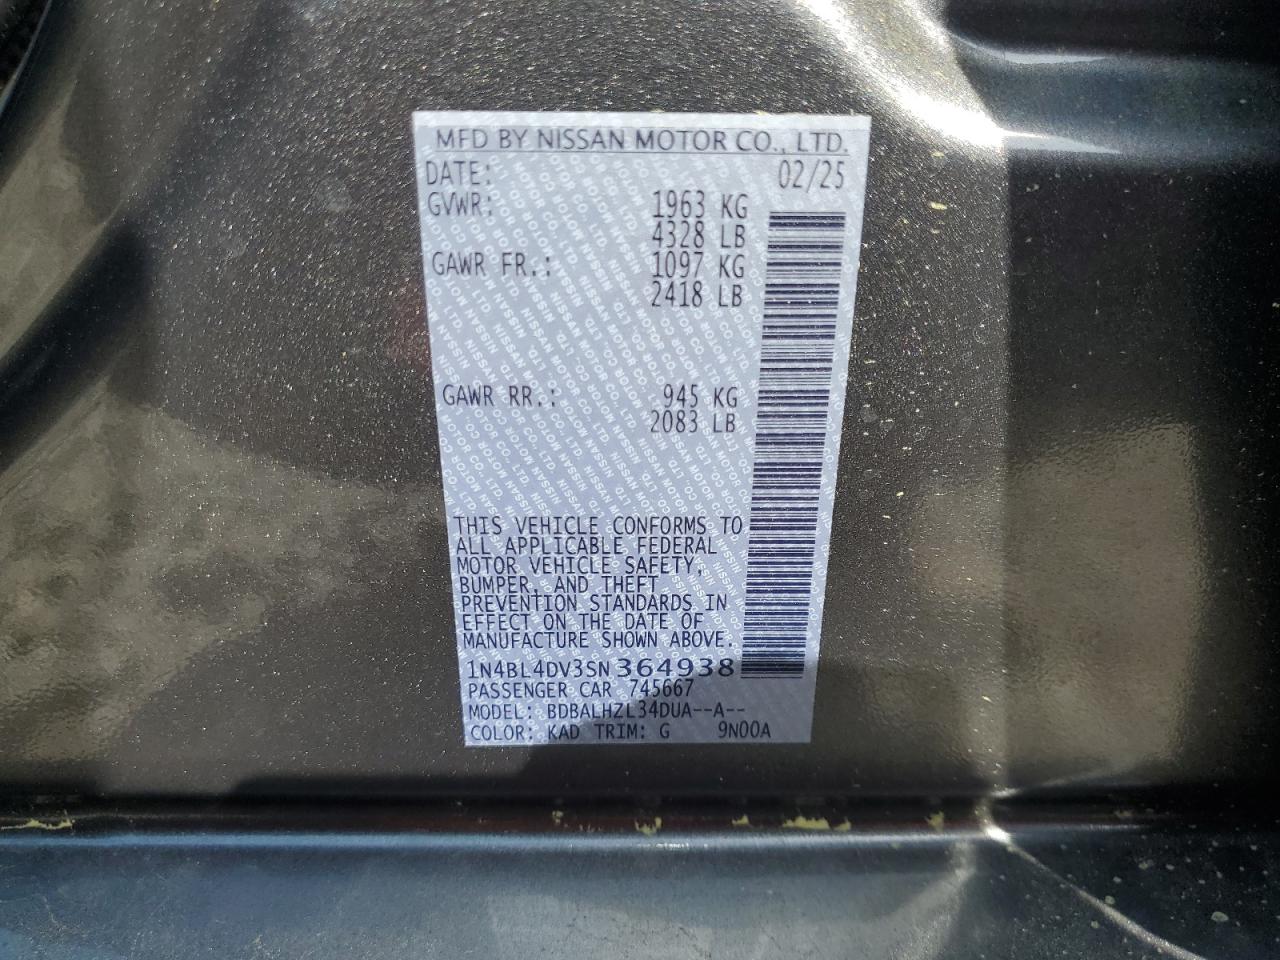 MFD BY NISSAN MOTOR CO., LTD.
DATE: 02/25
GVWR: 1963 KG
4328 LB
GAWR FR.: 1097 KG
2418 LB
GAWR RR.: 945 KG
2083 LB
THIS VEHICLE CONFORMS TO
ALL APPLICABLE FEDERAL
MOTOR VEHICLE SAFETY,
BUMPER, AND THEFT
PREVENTION STANDARDS IN
EFFECT ON THE DATE OF
MANUFACTURE SHOWN ABOVE.
1N4BL4DV3SN364938
PASSENGER CAR 745667
MODEL: BDBALHZL34DUA--A--
COLOR: KAD TRIM: G 9N00A